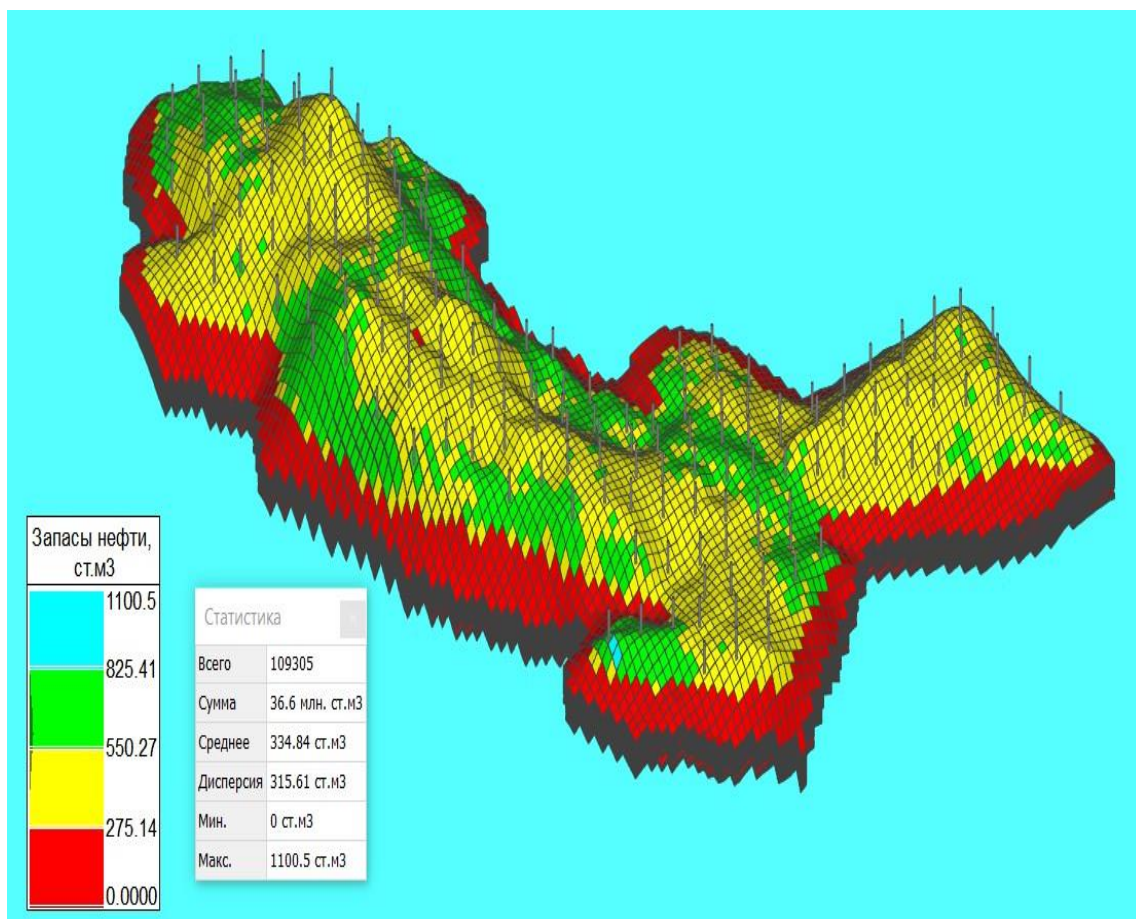 Запасы нефти,
ст.м3
1100.5
825.41
550.27
275.14
0.0000
Статистика
Всего 109305
Сумма 36.6 млн. ст.м3
Среднее 334.84 ст.м3
Дисперсия 315.61 ст.м3
Мин. 0 ст.м3
Макс. 1100.5 ст.м3